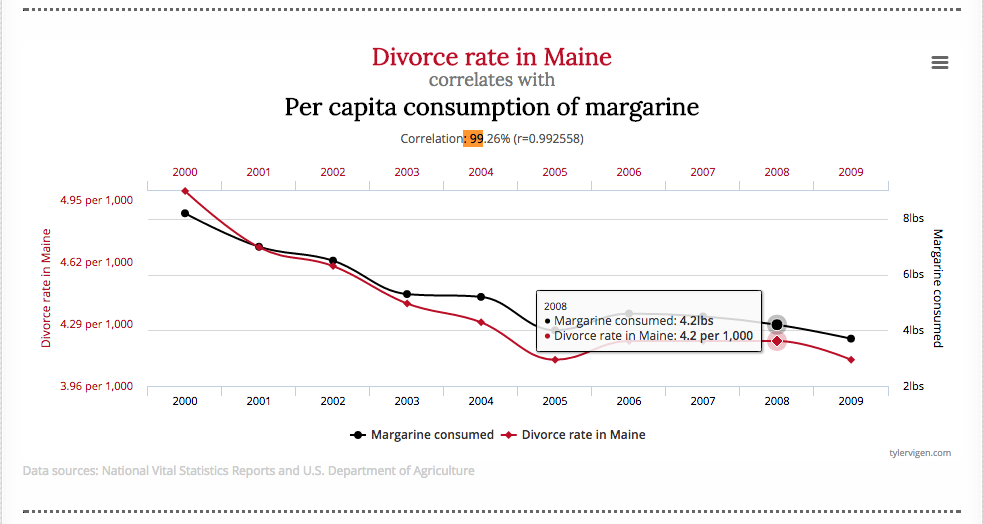 Divorce rate in Maine
correlates with
Per capita consumption of margarine
Correlation: 99.26% (r=0.992558)
2000 2001 2002 2003 2004 2005 2006 2007 2008 2009
Divorce rate in Maine
4.95 per 1,000
4.62 per 1,000
4.29 per 1,000
3.96 per 1,000
8lbs
6lbs
4lbs
2lbs
Margarine consumed
2008
Margarine consumed: 4.2lbs
Divorce rate in Maine: 4.2 per 1,000
2000 2001 2002 2003 2004 2005 2006 2007 2008 2009
Margarine consumed Divorce rate in Maine
tylervigen.com
Data sources: National Vital Statistics Reports and U.S. Department of Agriculture